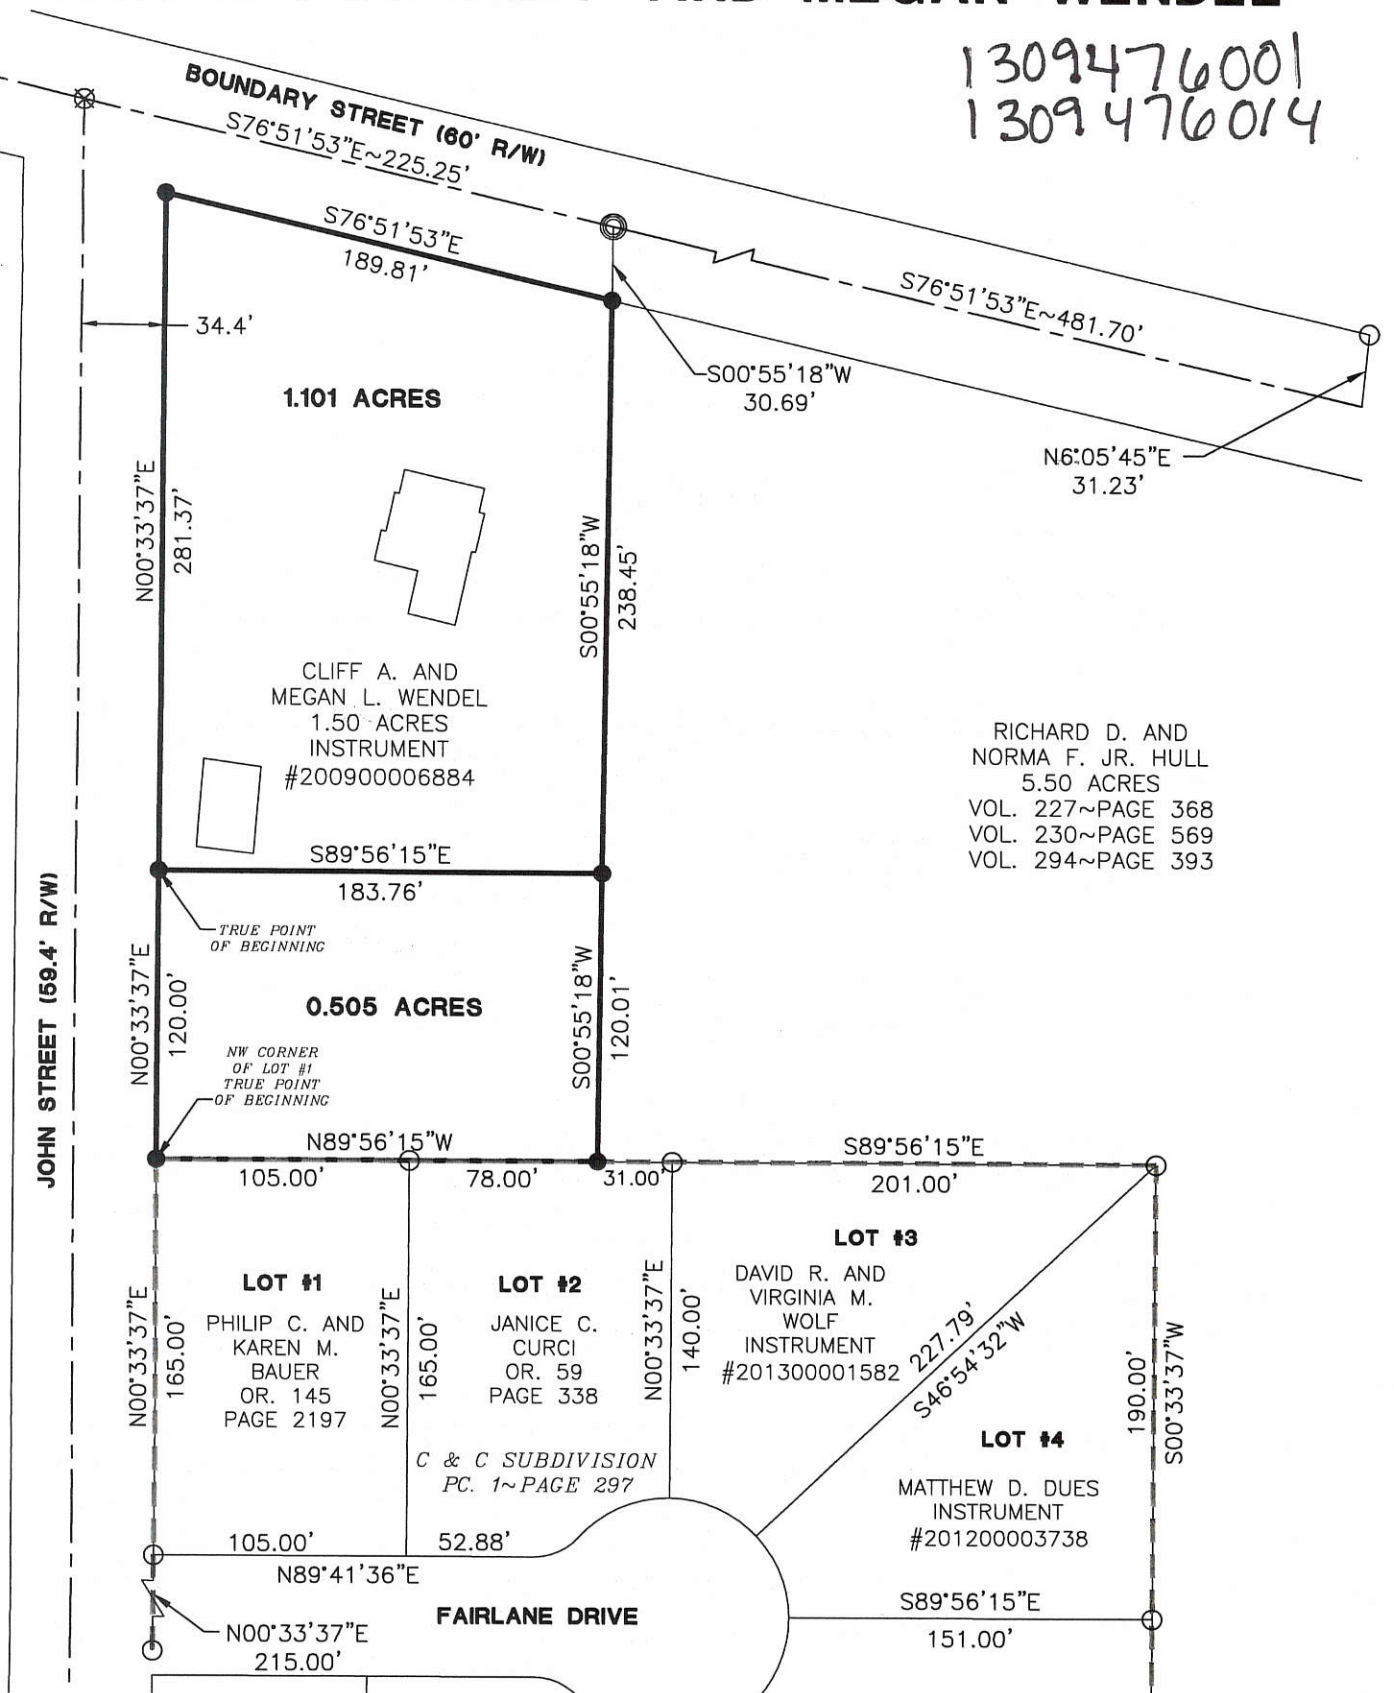 AND MEGAN WENDEL
1309476001
1309476014
BOUNDARY STREET (60' R/W)
S76°51'53"E~225.25'
S76°51'53"E
189.81'
S76°51'53"E~481.70'
34.4'
S00°55'18"W
30.69'
1.101 ACRES
N6°05'45"E
31.23'
N00°33'37"E
281.37'
S00°55'18"W
238.45'
CLIFF A. AND
MEGAN L. WENDEL
1.50 ACRES
INSTRUMENT
#200900006884
RICHARD D. AND
NORMA F. JR. HULL
5.50 ACRES
VOL. 227~PAGE 368
VOL. 230~PAGE 569
VOL. 294~PAGE 393
S89°56'15"E
183.76'
TRUE POINT
OF BEGINNING
JOHN STREET (59.4' R/W)
N00°33'37"E
120.00'
0.505 ACRES
S00°55'18"W
120.01'
NW CORNER
OF LOT #1
TRUE POINT
OF BEGINNING
N89°56'15"W
105.00'
78.00'
31.00'
S89°56'15"E
201.00'
LOT #1
PHILIP C. AND
KAREN M.
BAUER
OR. 145
PAGE 2197
N00°33'37"E
165.00'
N00°33'37"E
165.00'
LOT #2
JANICE C.
CURCI
OR. 59
PAGE 338
N00°33'37"E
140.00'
LOT #3
DAVID R. AND
VIRGINIA M.
WOLF
INSTRUMENT
#201300001582
227.79'
S46°54'32"W
190.00'
S00°33'37"W
LOT #4
MATTHEW D. DUES
INSTRUMENT
#201200003738
C & C SUBDIVISION
PC. 1~PAGE 297
105.00'
52.88'
N89°41'36"E
S89°56'15"E
151.00'
FAIRLANE DRIVE
N00°33'37"E
215.00'